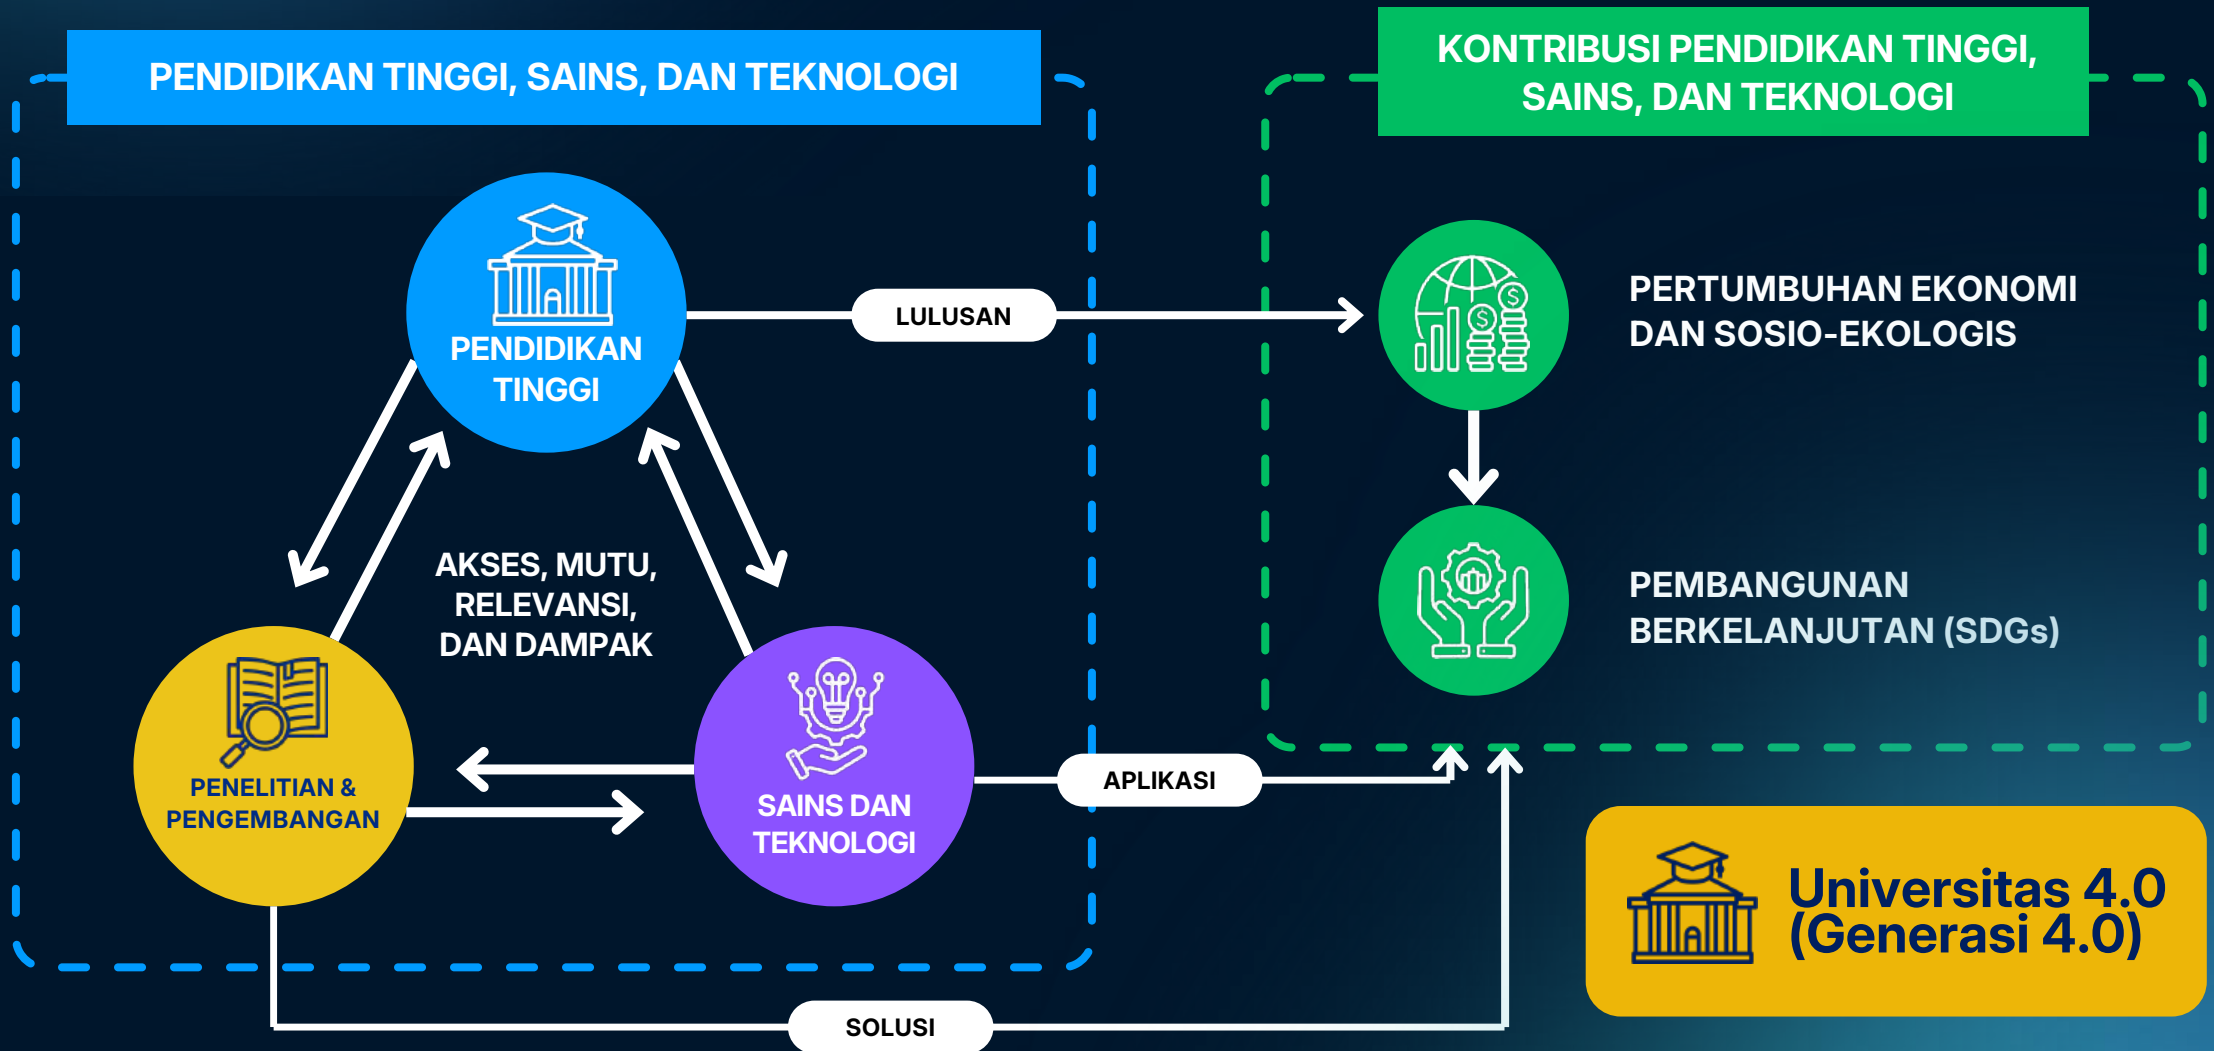 PENDIDIKAN TINGGI, SAINS, DAN TEKNOLOGI
KONTRIBUSI PENDIDIKAN TINGGI,
SAINS, DAN TEKNOLOGI
PENDIDIKAN
TINGGI
LULUSAN
PERTUMBUHAN EKONOMI
DAN SOSIO-EKOLOGIS
AKSES, MUTU,
RELEVANSI,
DAN DAMPAK
PEMBANGUNAN
BERKELANJUTAN (SDGs)
PENELITIAN &
PENGEMBANGAN
SAINS DAN
TEKNOLOGI
APLIKASI
Universitas 4.0
(Generasi 4.0)
SOLUSI